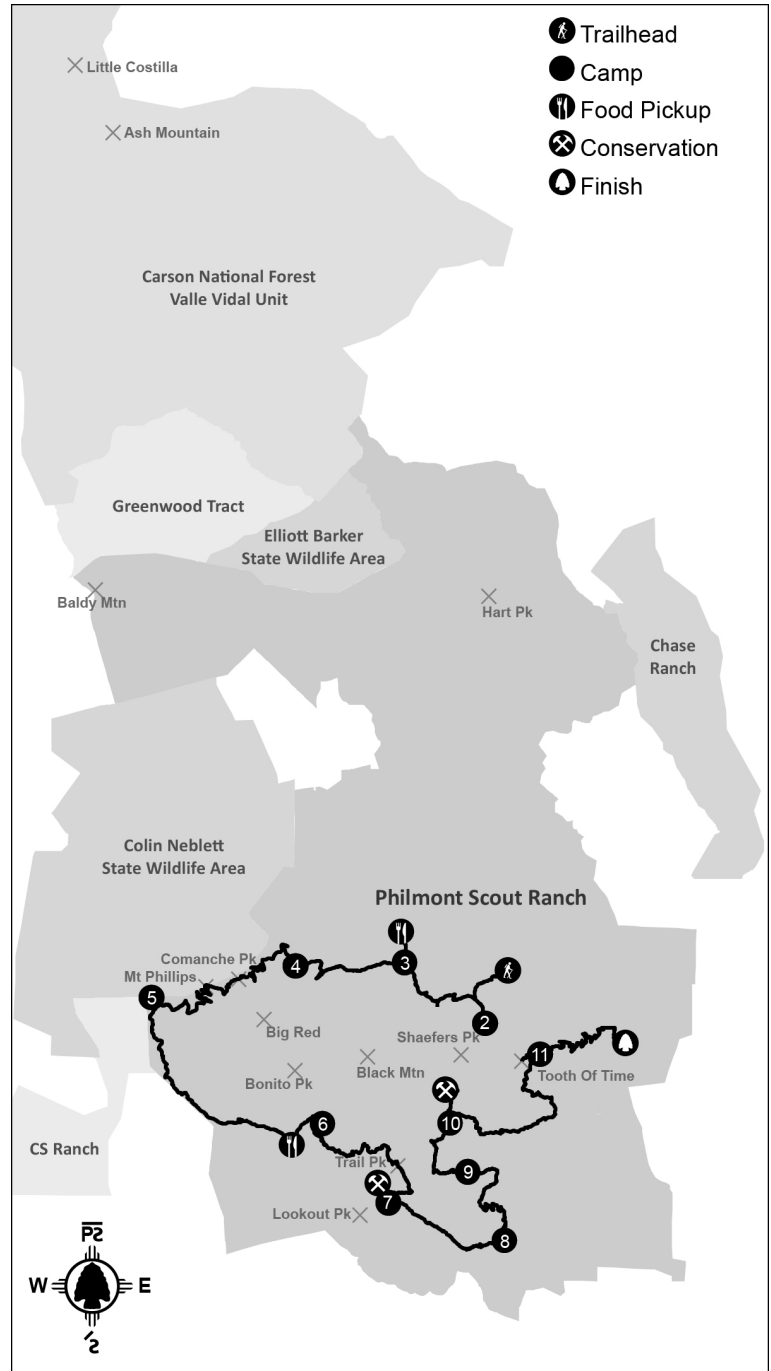 Trailhead
Camp
Food Pickup
Conservation
Finish
Little Costilla
Ash Mountain
Carson National Forest
Valle Vidal Unit
Greenwood Tract
Elliott Barker
State Wildlife Area
Baldy Mtn
Hart Pk
Chase
Ranch
Colin Neblett
State Wildlife Area
Philmont Scout Ranch
Comanche Pk
Mt Phillips
4
3
5
2
Big Red
Shaefers Pk
Black Mtn
11
Tooth Of Time
Bonito Pk
6
10
CS Ranch
Trail Pk
9
7
Lookout Pk
8
W
E